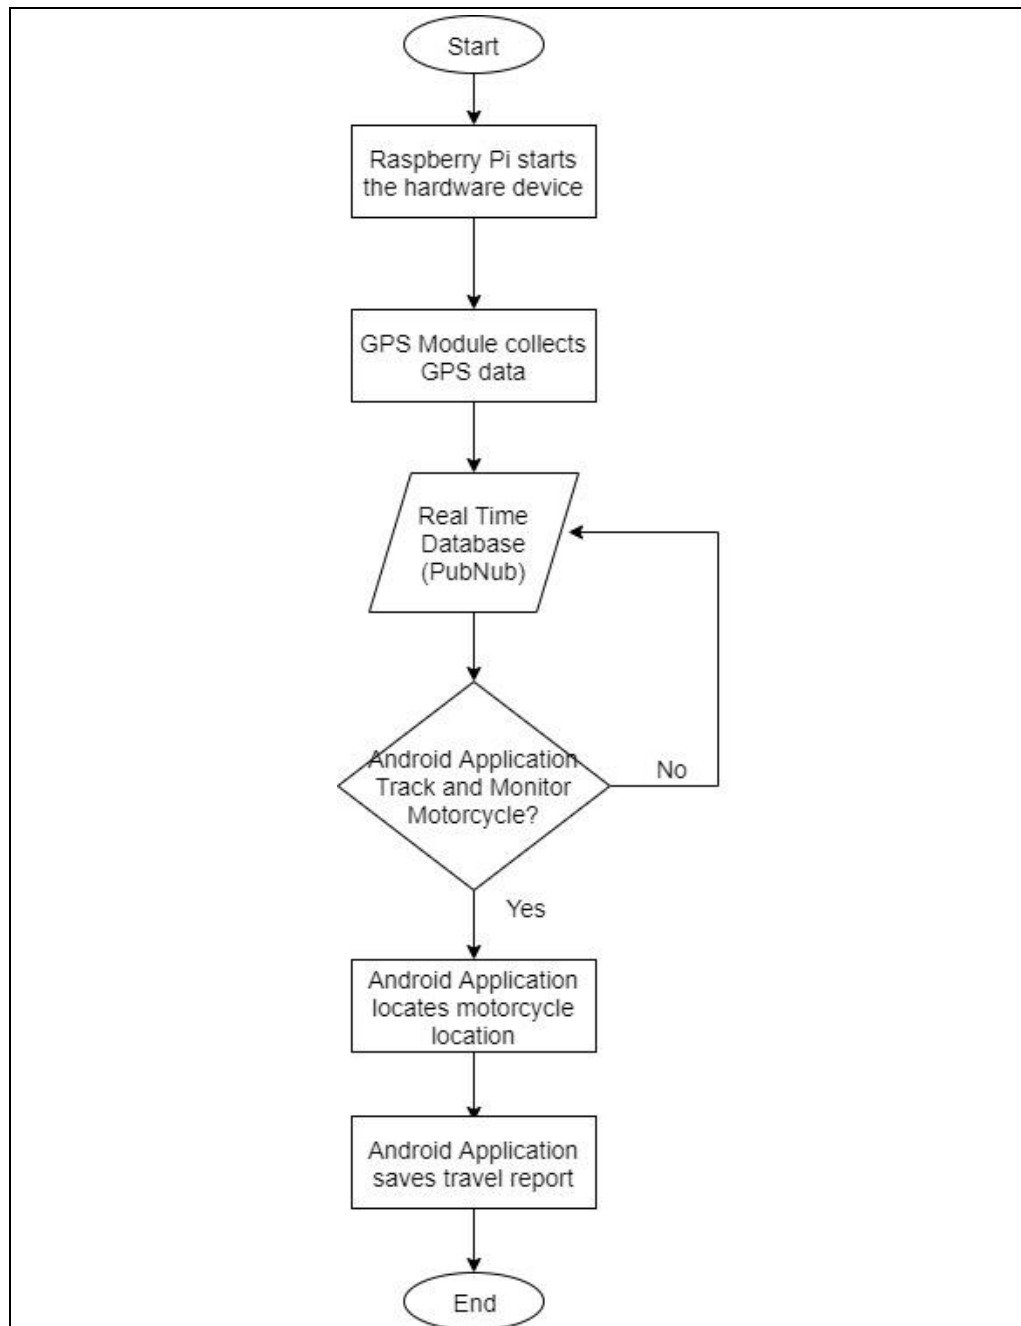 Start
Raspberry Pi starts
the hardware device
GPS Module collects
GPS data
Real Time
Database
(PubNub)
Android Application
Track and Monitor
Motorcycle?
No
Yes
Android Application
locates motorcycle
location
Android Application
saves travel report
End